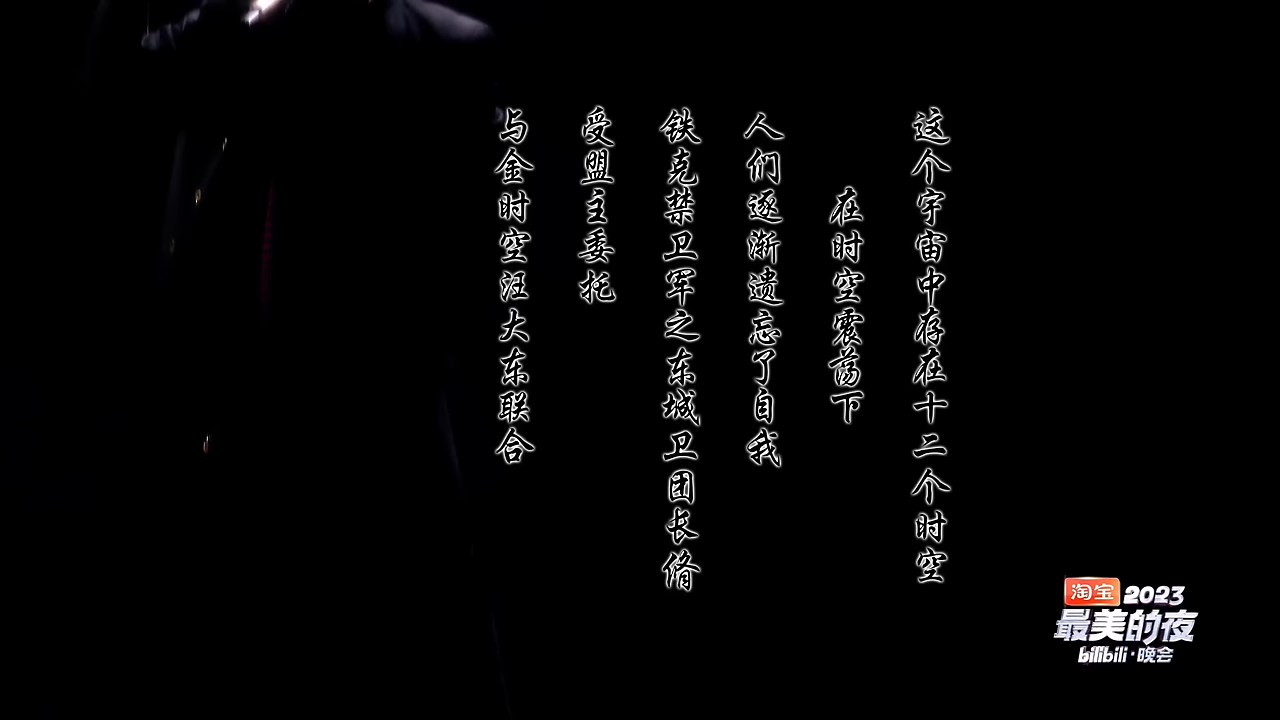 这个宇宙中存在十二个时空
在时空震荡下
人们逐渐遗忘了自我
铁克禁卫军之东城卫团长脩
受盟主委托
与金时空汪大东联合
淘宝 2023
最美的夜
bilibili·晚会